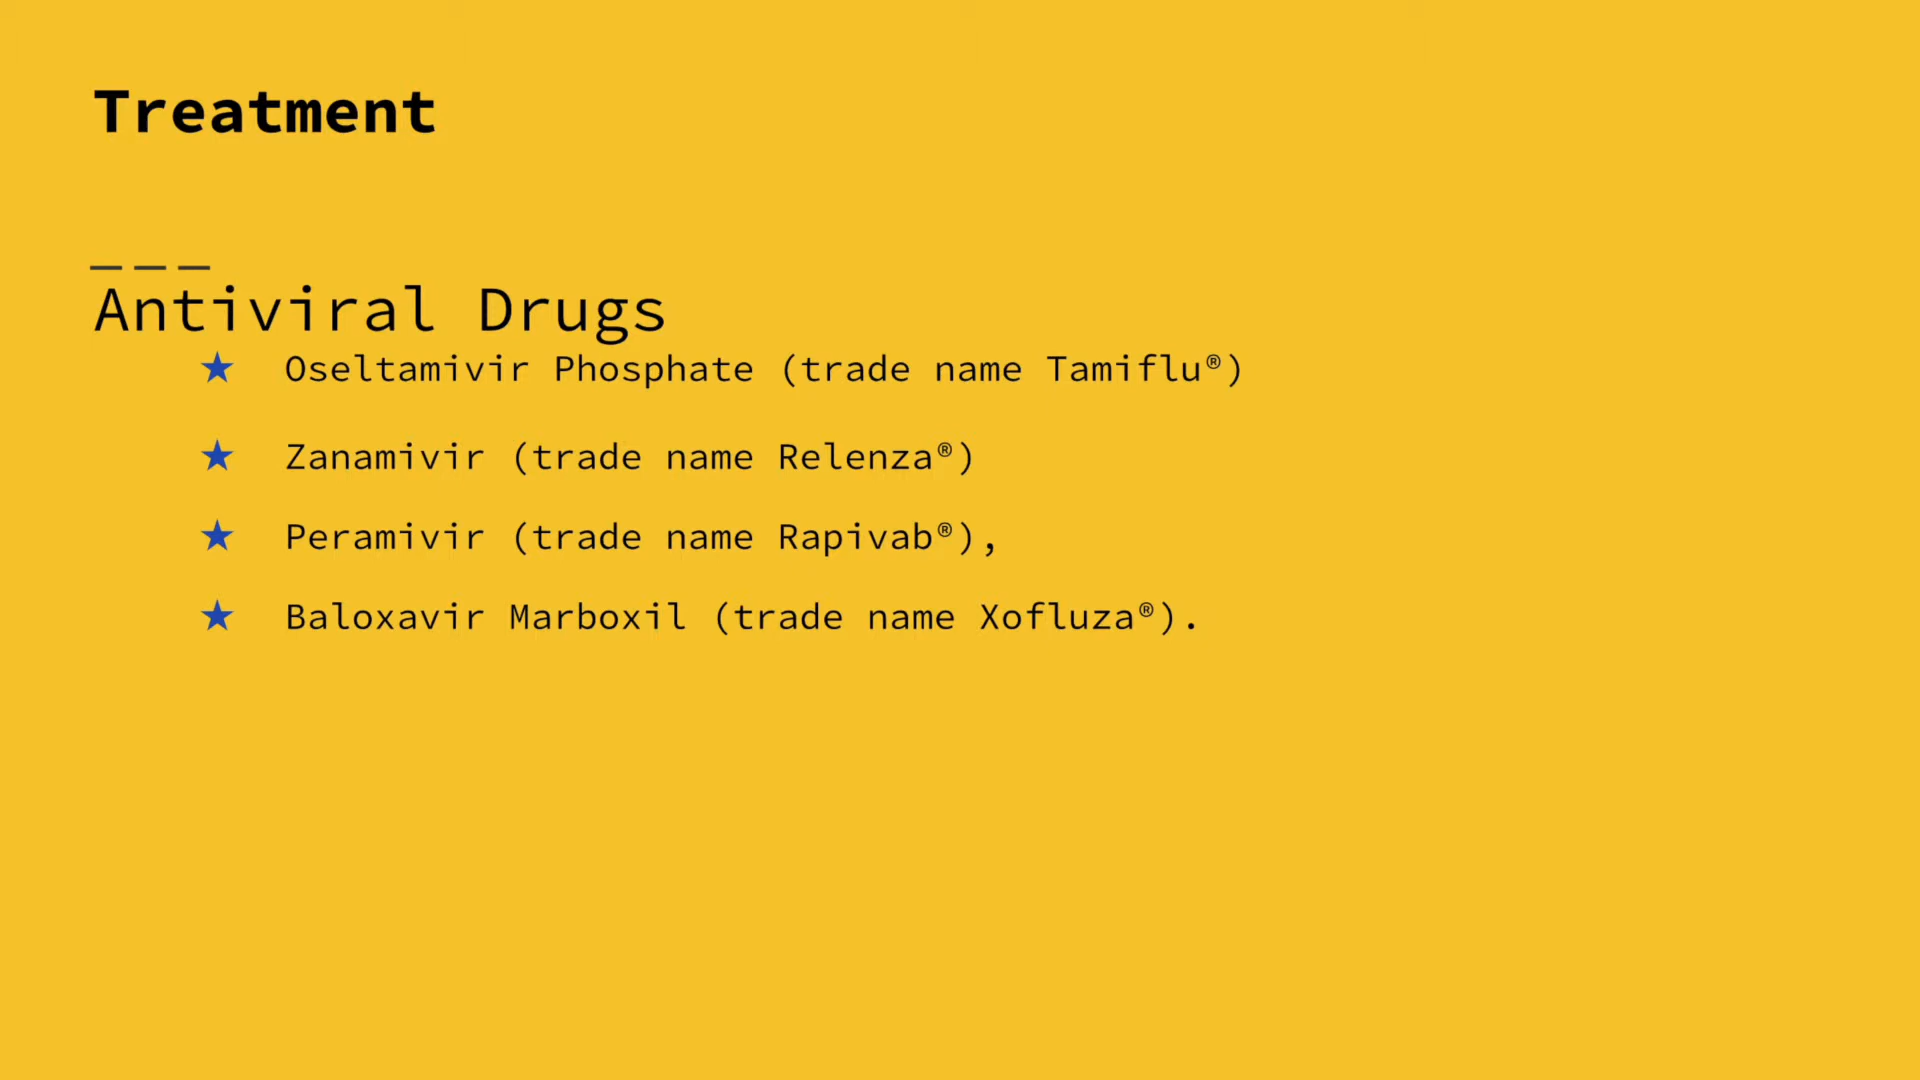 Treatment
Antiviral Drugs
★ Oseltamivir Phosphate (trade name Tamiflu®)
★ Zanamivir (trade name Relenza®)
★ Peramivir (trade name Rapivab®),
★ Baloxavir Marboxil (trade name Xofluza®).